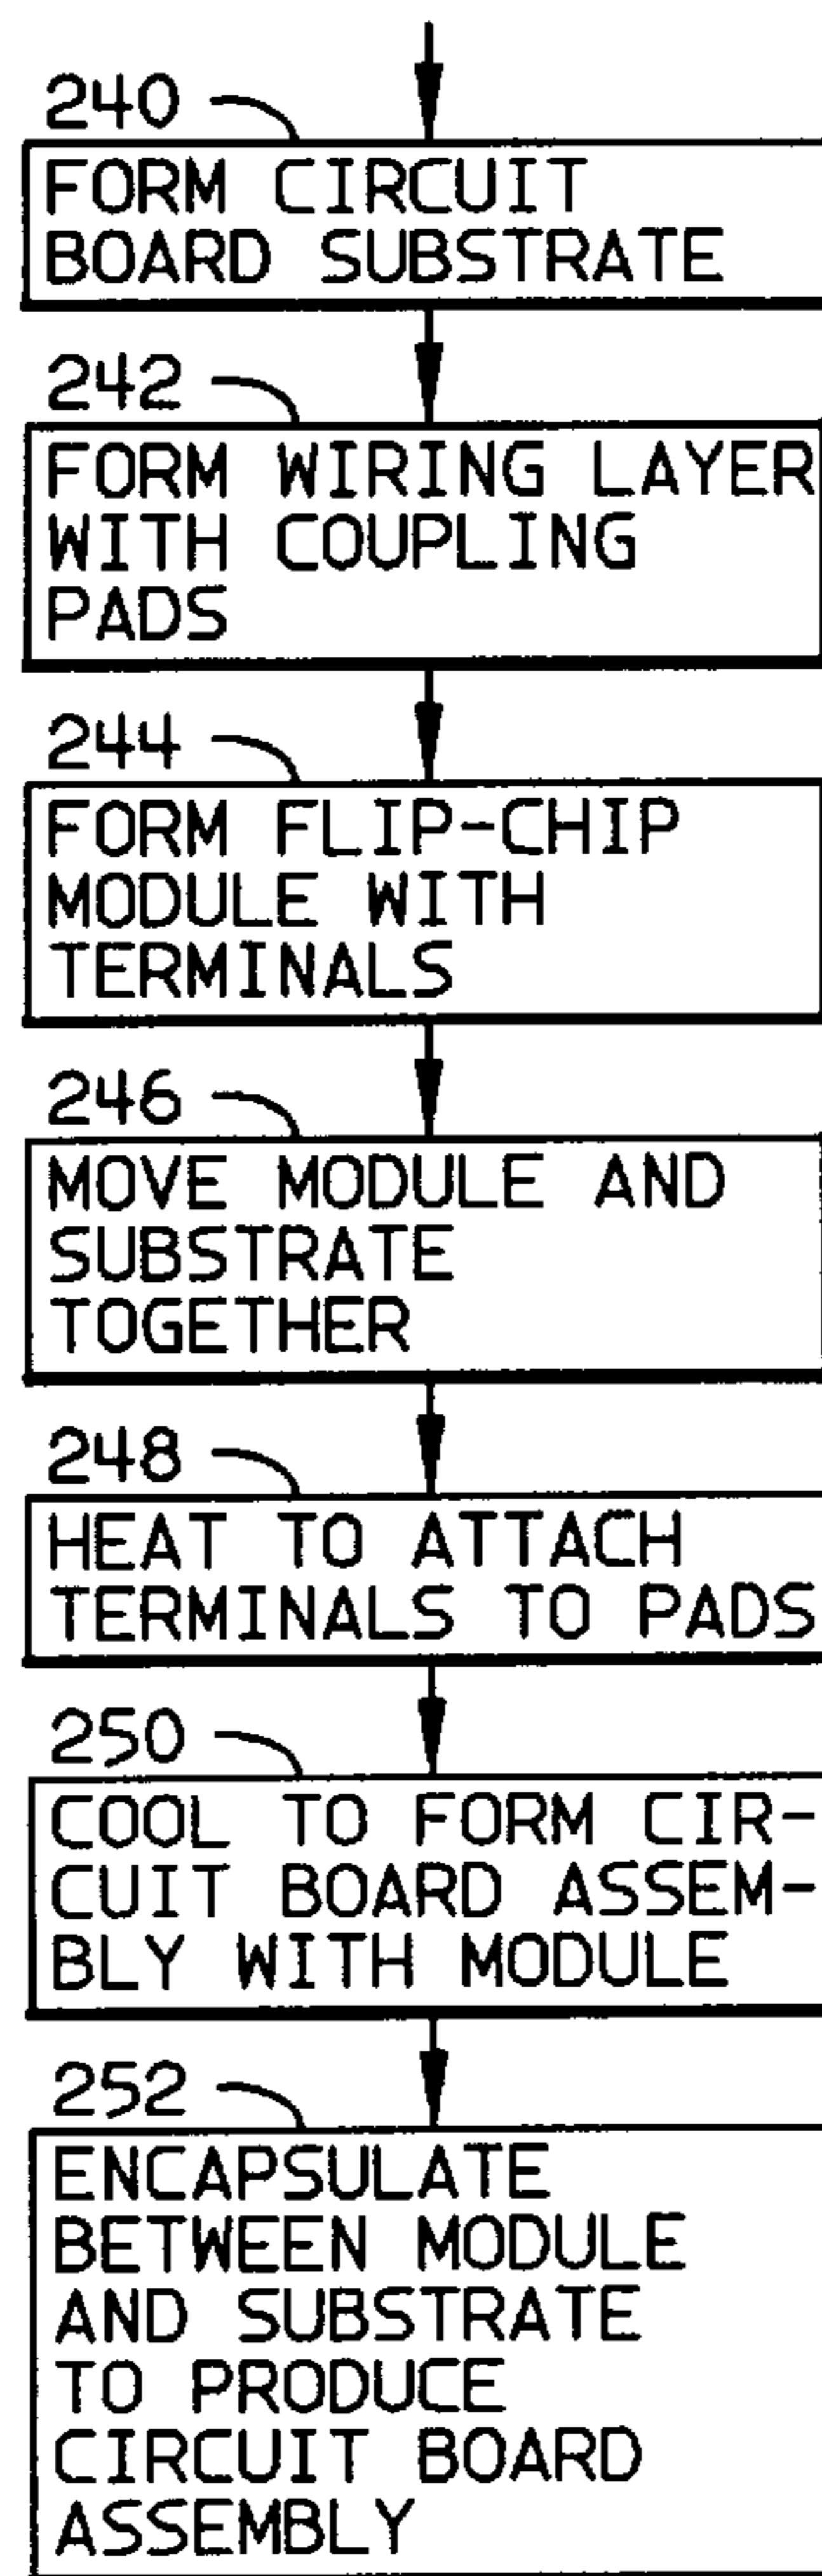 240
FORM CIRCUIT
BOARD SUBSTRATE
242
FORM WIRING LAYER
WITH COUPLING
PADS
244
FORM FLIP-CHIP
MODULE WITH
TERMINALS
246
MOVE MODULE AND
SUBSTRATE
TOGETHER
248
HEAT TO ATTACH
TERMINALS TO PADS
250
COOL TO FORM CIR-
CUIT BOARD ASSEM-
BLY WITH MODULE
252
ENCAPSULATE
BETWEEN MODULE
AND SUBSTRATE
TO PRODUCE
CIRCUIT BOARD
ASSEMBLY